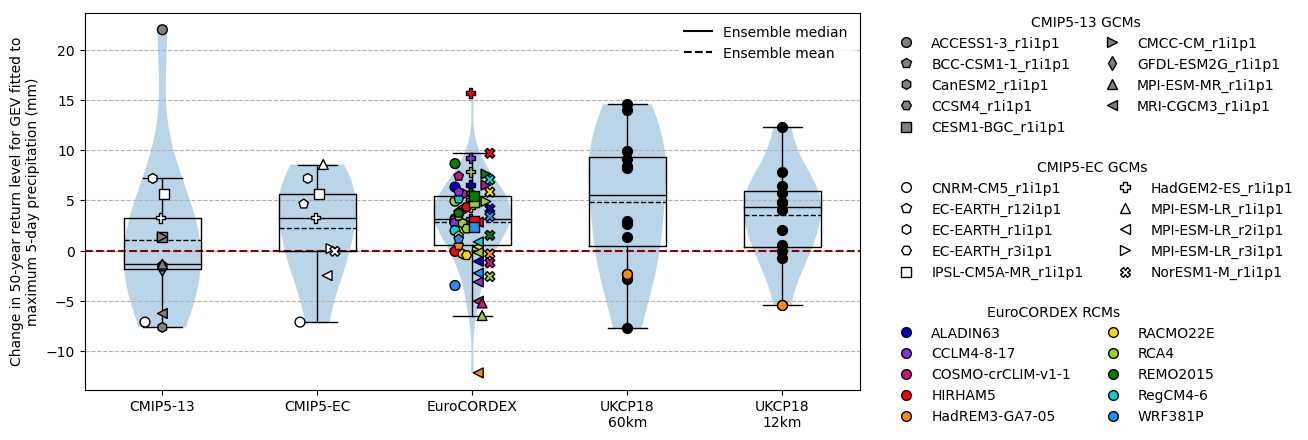 Change in 50-year return level for GEV fitted to
maximum 5-day precipitation (mm)
20
15
10
5
0
−5
−10
Ensemble median
Ensemble mean
CMIP5-13
CMIP5-EC
EuroCORDEX
UKCP18
60km
UKCP18
12km
CMIP5-13 GCMs
ACCESS1-3_r1i1p1
BCC-CSM1-1_r1i1p1
CanESM2_r1i1p1
CCSM4_r1i1p1
CESM1-BGC_r1i1p1
CMCC-CM_r1i1p1
GFDL-ESM2G_r1i1p1
MPI-ESM-MR_r1i1p1
MRI-CGCM3_r1i1p1
CMIP5-EC GCMs
CNRM-CM5_r1i1p1
EC-EARTH_r12i1p1
EC-EARTH_r1i1p1
EC-EARTH_r3i1p1
IPSL-CM5A-MR_r1i1p1
HadGEM2-ES_r1i1p1
MPI-ESM-LR_r1i1p1
MPI-ESM-LR_r2i1p1
MPI-ESM-LR_r3i1p1
NorESM1-M_r1i1p1
EuroCORDEX RCMs
ALADIN63
CCLM4-8-17
COSMO-crCLIM-v1-1
HIRHAM5
HadREM3-GA7-05
RACMO22E
RCA4
REMO2015
RegCM4-6
WRF381P